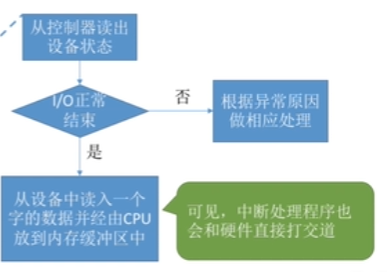 从控制器读出
设备状态
I/O正常
结束
否
根据异常原因
做相应处理
是
从设备中读入一个
字的数据并经由CPU
放到内存缓冲区中
可见，中断处理程序也
会和硬件直接打交道